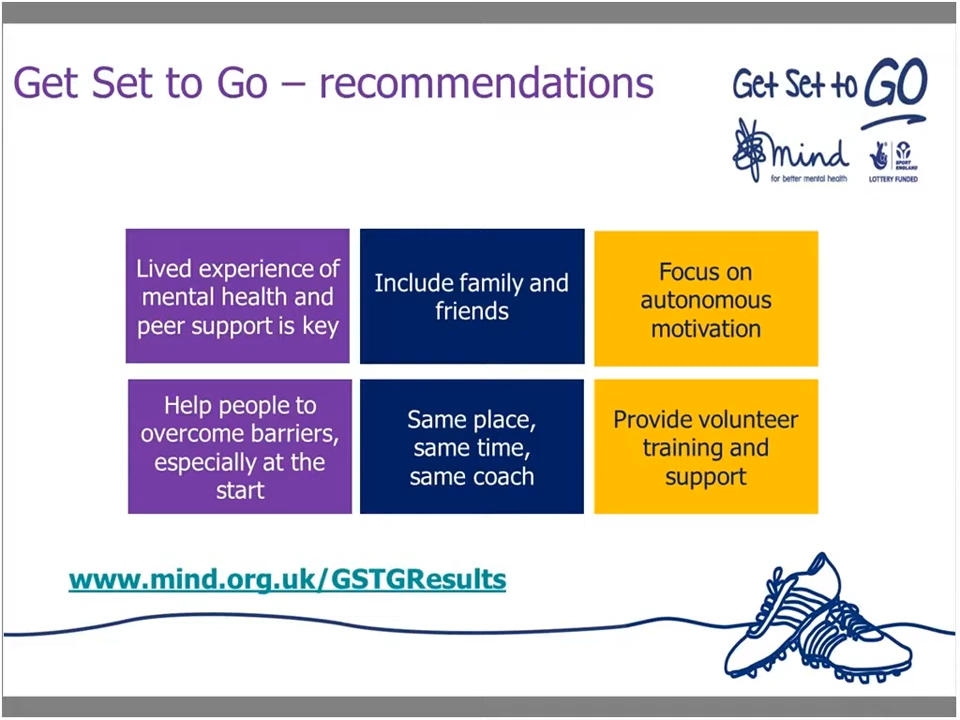 Get Set to Go – recommendations
Get Set to GO
mind
for better mental health
SPORT
ENGLAND
LOTTERY FUNDED
Lived experience of
mental health and
peer support is key
Include family and
friends
Focus on
autonomous
motivation
Help people to
overcome barriers,
especially at the
start
Same place,
same time,
same coach
Provide volunteer
training and
support
www.mind.org.uk/GSTGResults